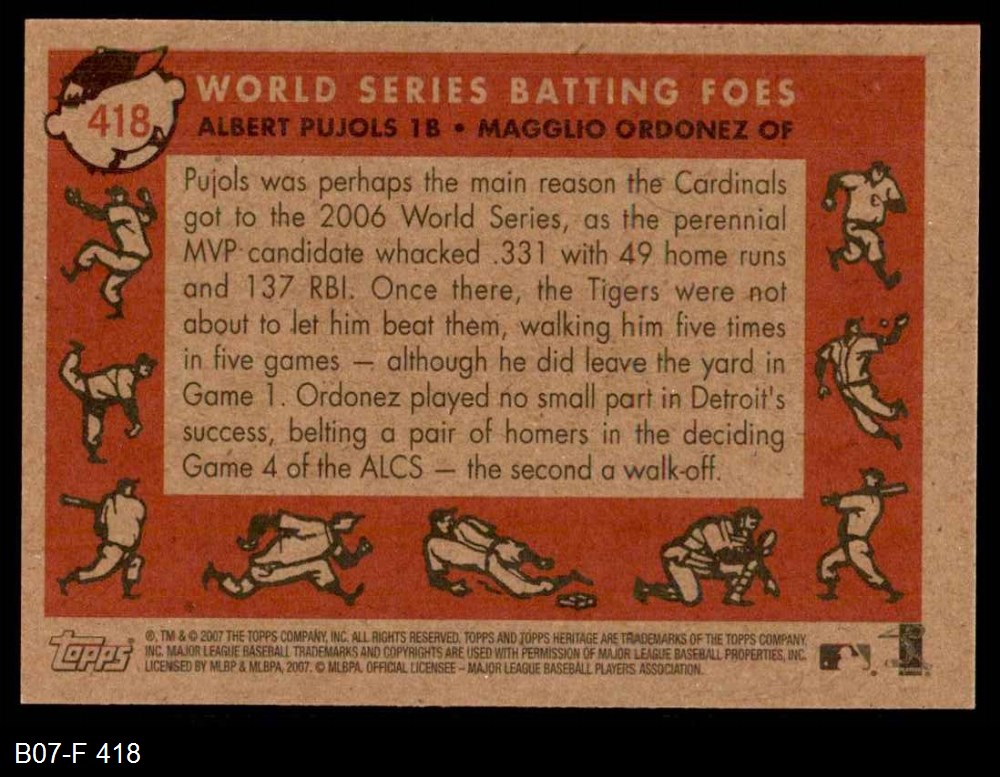 418
WORLD SERIES BATTING FOES
ALBERT PUJOLS 1B • MAGGLIO ORDONEZ OF
Pujols was perhaps the main reason the Cardinals
got to the 2006 World Series, as the perennial
MVP candidate whacked .331 with 49 home runs
and 137 RBI. Once there, the Tigers were not
about to let him beat them, walking him five times
in five games — although he did leave the yard in
Game 1. Ordonez played no small part in Detroit's
success, belting a pair of homers in the deciding
Game 4 of the ALCS — the second a walk-off.
topps
®, TM & © 2007 THE TOPPS COMPANY, INC. ALL RIGHTS RESERVED. TOPPS AND TOPPS HERITAGE ARE TRADEMARKS OF THE TOPPS COMPANY,
INC. MAJOR LEAGUE BASEBALL TRADEMARKS AND COPYRIGHTS ARE USED WITH PERMISSION OF MAJOR LEAGUE BASEBALL PROPERTIES, INC.
LICENSED BY MLBP & MLBPA, 2007. © MLBPA. OFFICIAL LICENSEE – MAJOR LEAGUE BASEBALL PLAYERS ASSOCIATION.
B07-F 418